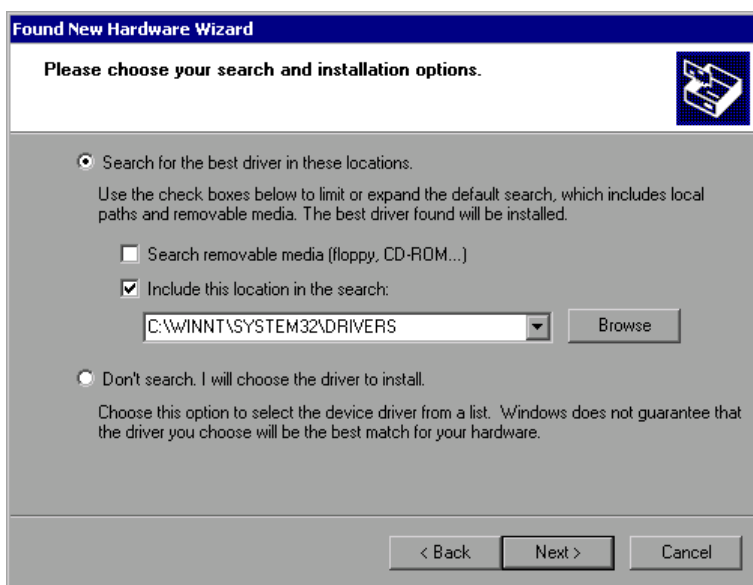 Found New Hardware Wizard
Please choose your search and installation options.
Search for the best driver in these locations.
Use the check boxes below to limit or expand the default search, which includes local
paths and removable media. The best driver found will be installed.
Search removable media (floppy, CD-ROM...)
Include this location in the search:
C:\WINNT\SYSTEM32\DRIVERS
Browse
Don't search. I will choose the driver to install.
Choose this option to select the device driver from a list. Windows does not guarantee that
the driver you choose will be the best match for your hardware.
< Back
Next >
Cancel